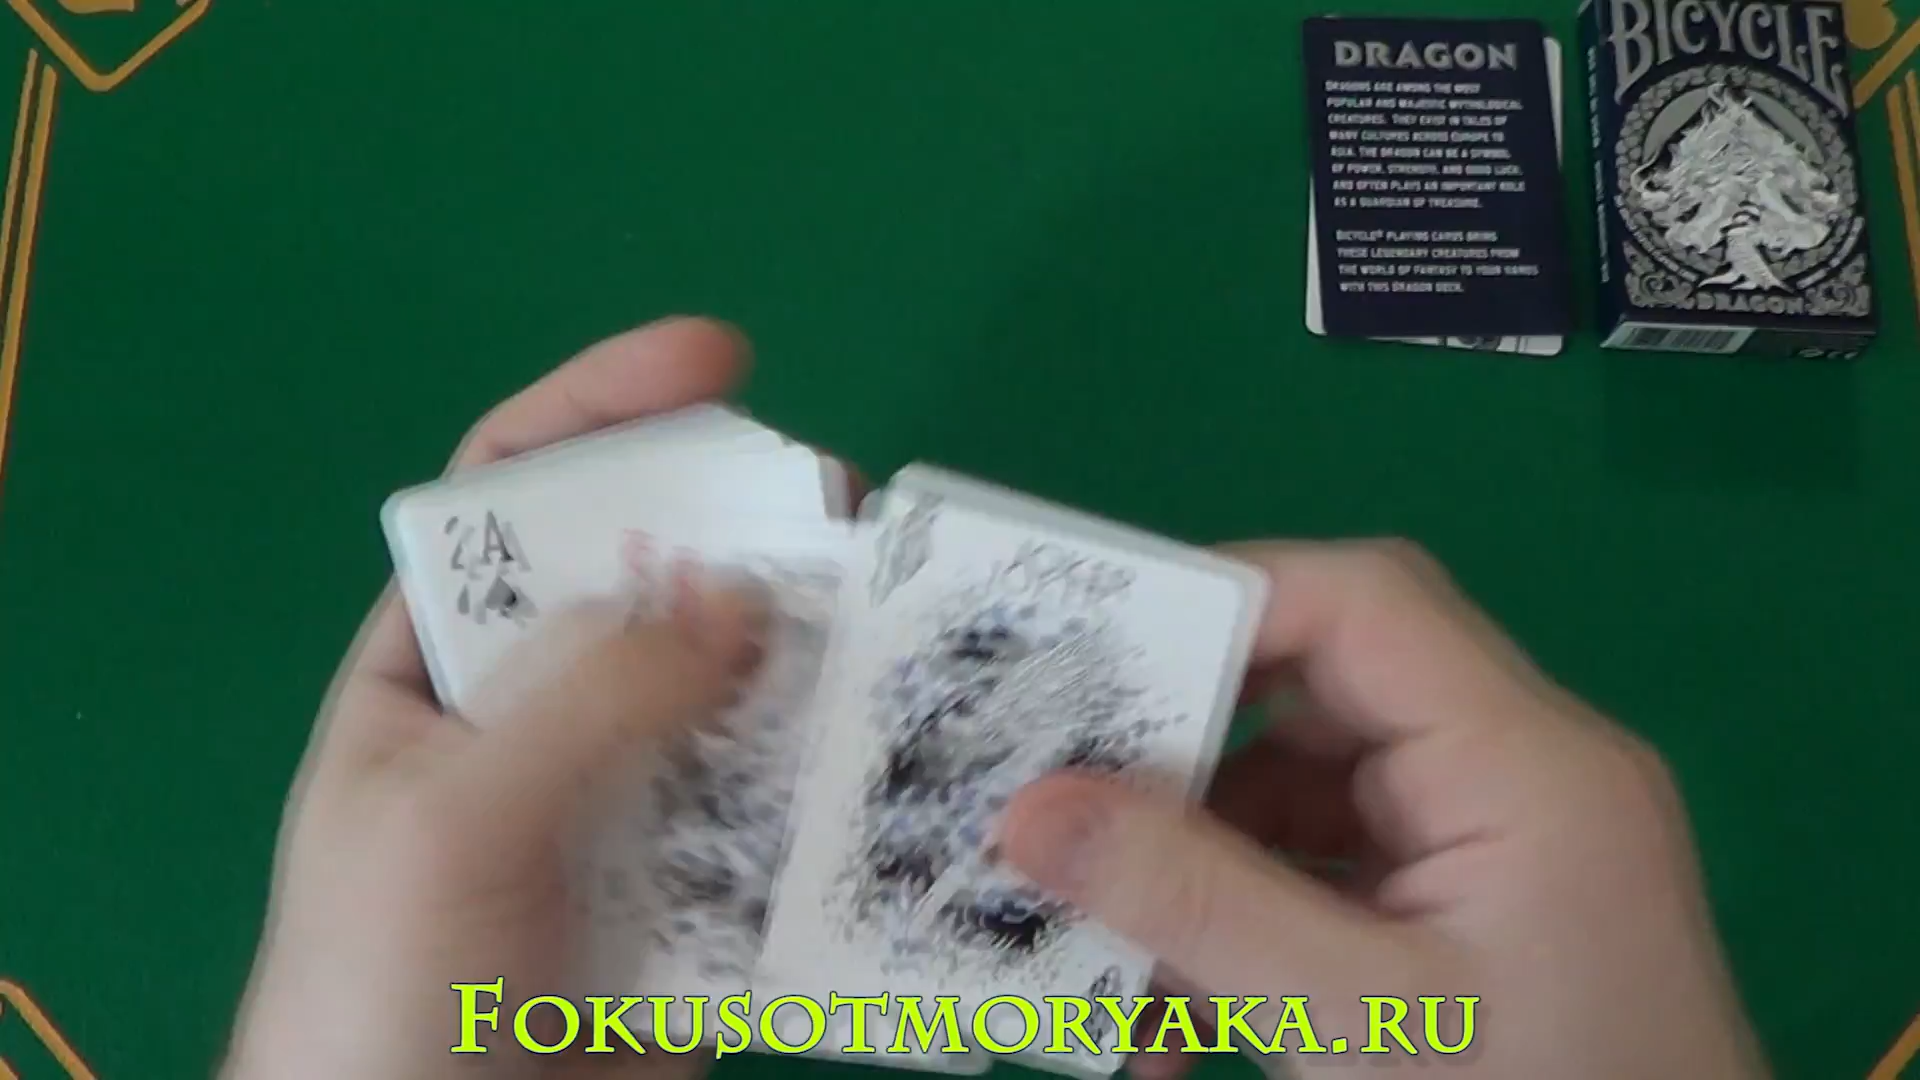 DRAGON
DRAGONS ARE AMONG THE MOST
POPULAR AND MAJESTIC MYTHOLOGICAL
CREATURES. THEY EXIST IN TALES OF
MANY CULTURES ACROSS EUROPE TO
ASIA. THE DRAGON CAN BE A SYMBOL
OF POWER, STRENGTH, AND GOOD LUCK,
AND OFTEN PLAYS AN IMPORTANT ROLE
AS A GUARDIAN OF TREASURE.
BICYCLE® PLAYING CARDS BRING
THESE LEGENDARY CREATURES FROM
THE WORLD OF FANTASY TO YOUR HANDS
WITH THIS DRAGON DECK.
BICYCLE
DRAGON
2 A
FOKUSOTMORYAKA.RU